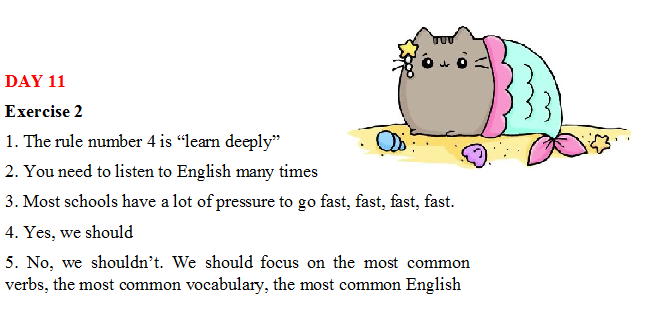 DAY 11
Exercise 2
1. The rule number 4 is “learn deeply”
2. You need to listen to English many times
3. Most schools have a lot of pressure to go fast, fast, fast, fast.
4. Yes, we should
5. No, we shouldn’t. We should focus on the most common
verbs, the most common vocabulary, the most common English